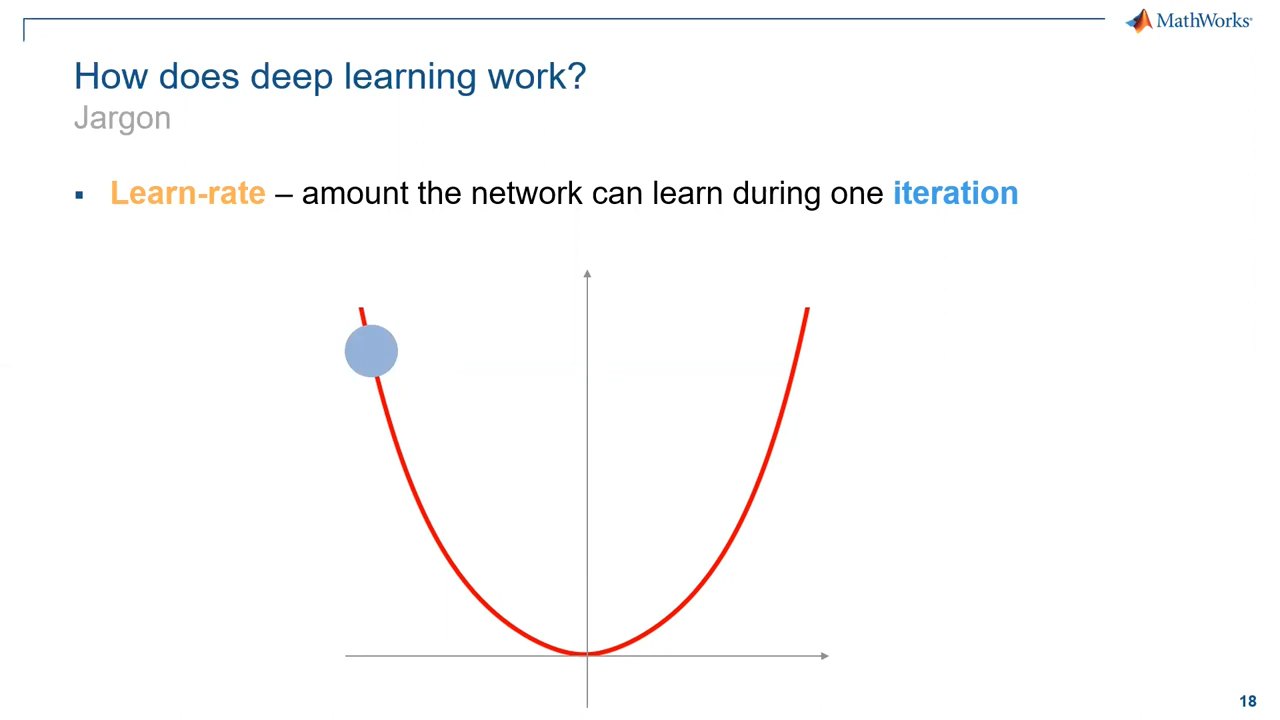 MathWorks®
How does deep learning work?
Jargon
▪ Learn-rate – amount the network can learn during one iteration
18